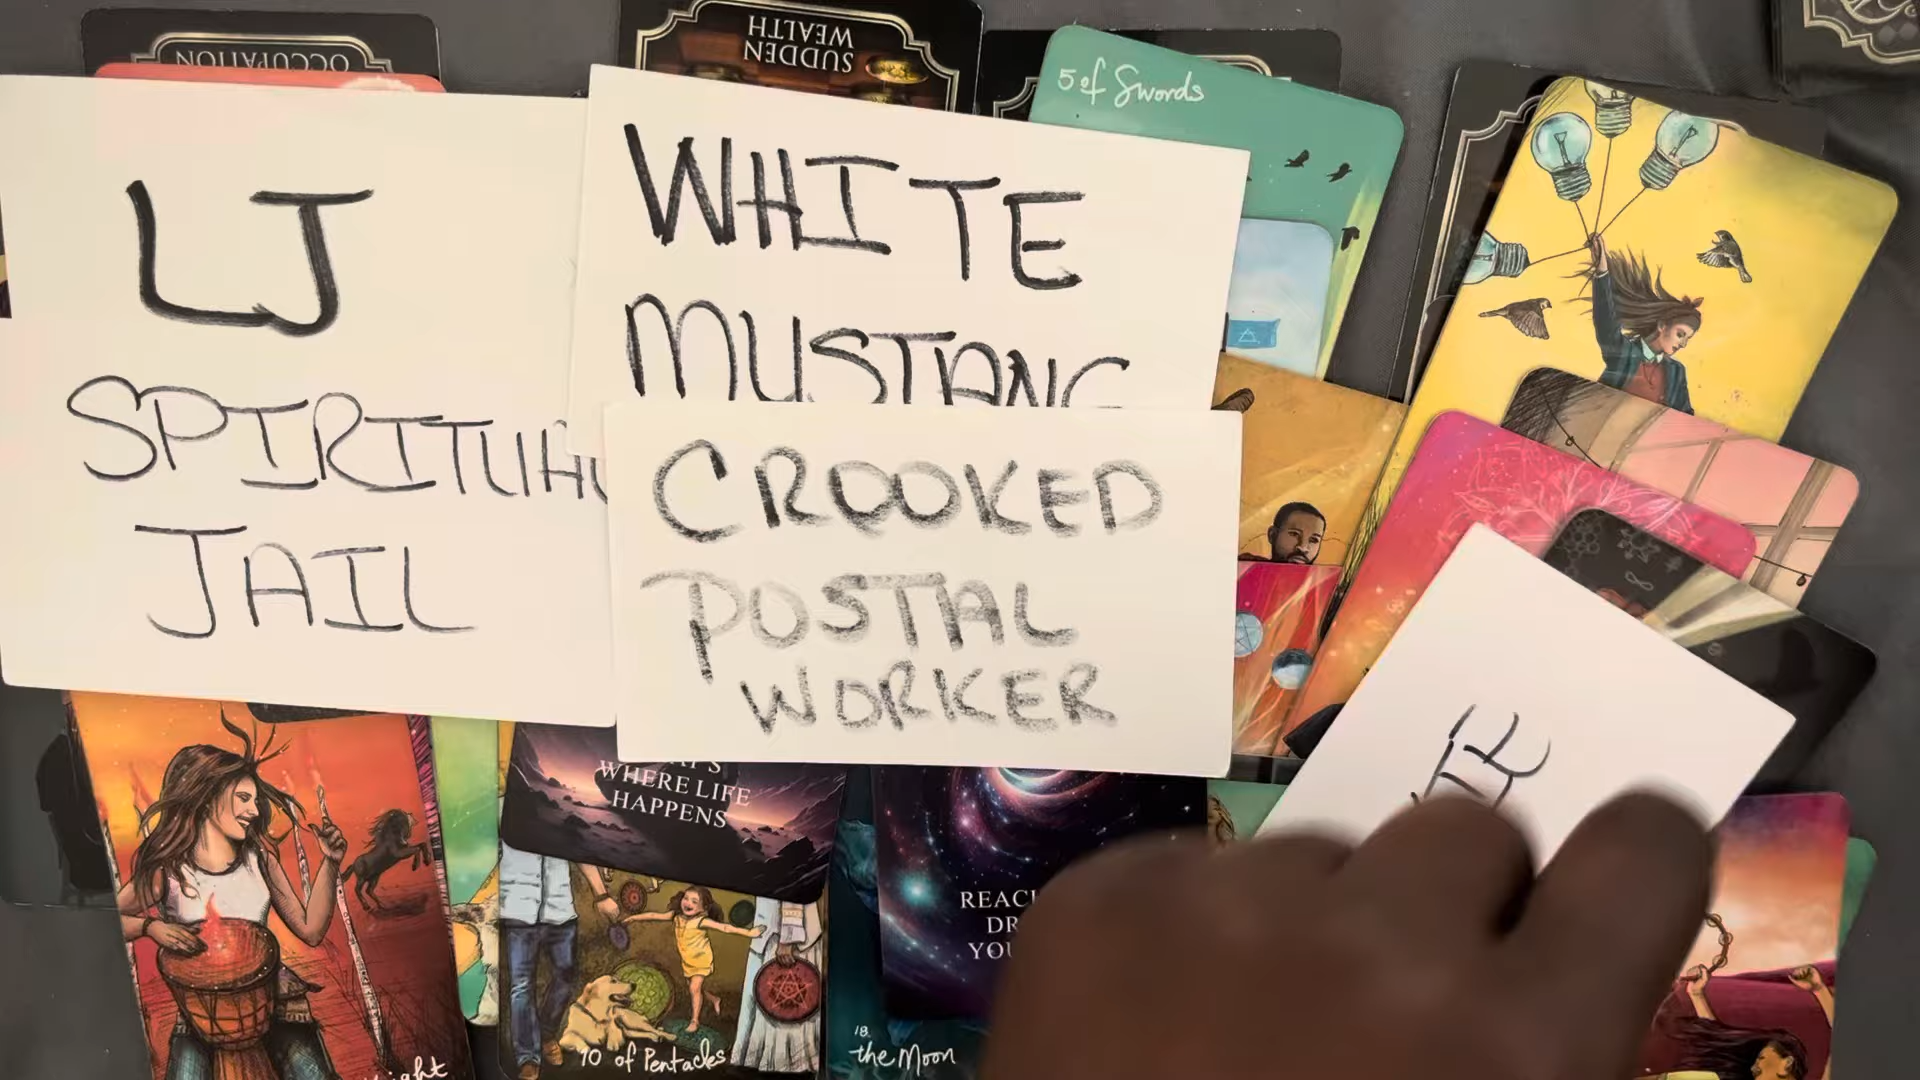 OCCUPATION
SUDDEN
WEALTH
5 of Swords
LJ
SPIRITUAL
JAIL
WHITE
MUSTANG
CROOKED
POSTAL
WORKER
WHERE LIFE
HAPPENS
10 of Pentacles
18.
the Moon